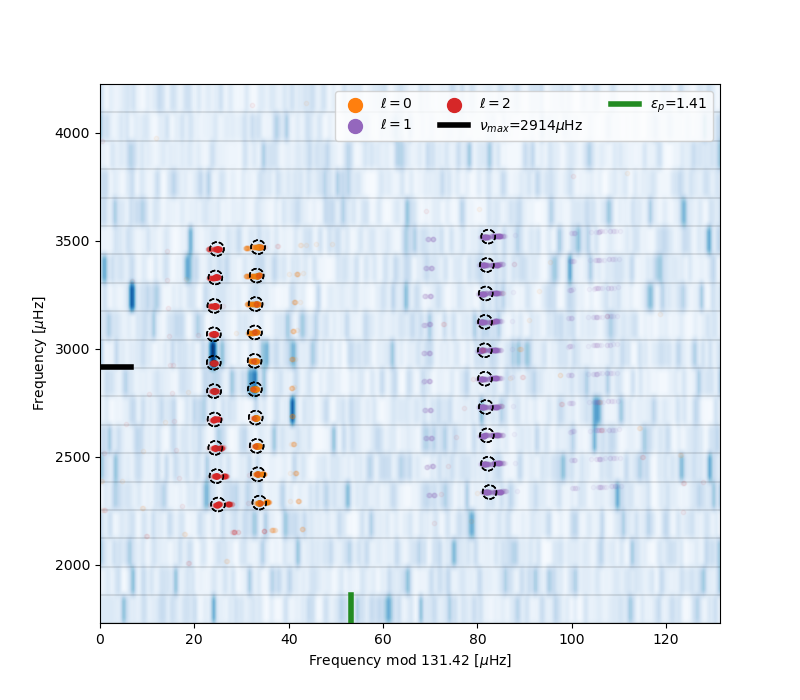 ℓ = 0 ℓ = 2 εₚ=1.41
ℓ = 1 ν_max=2914μHz
4000
3500
3000
2500
2000
Frequency [μHz]
0 20 40 60 80 100 120
Frequency mod 131.42 [μHz]